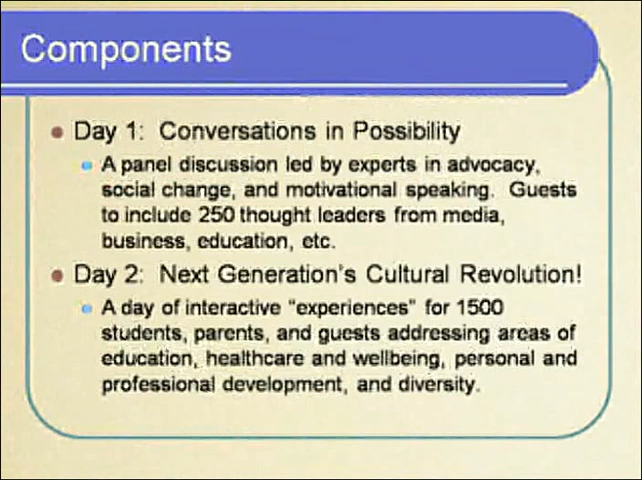 Components
Day 1: Conversations in Possibility
A panel discussion led by experts in advocacy,
social change, and motivational speaking. Guests
to include 250 thought leaders from media,
business, education, etc.
Day 2: Next Generation's Cultural Revolution!
A day of interactive "experiences" for 1500
students, parents, and guests addressing areas of
education, healthcare and wellbeing, personal and
professional development, and diversity.